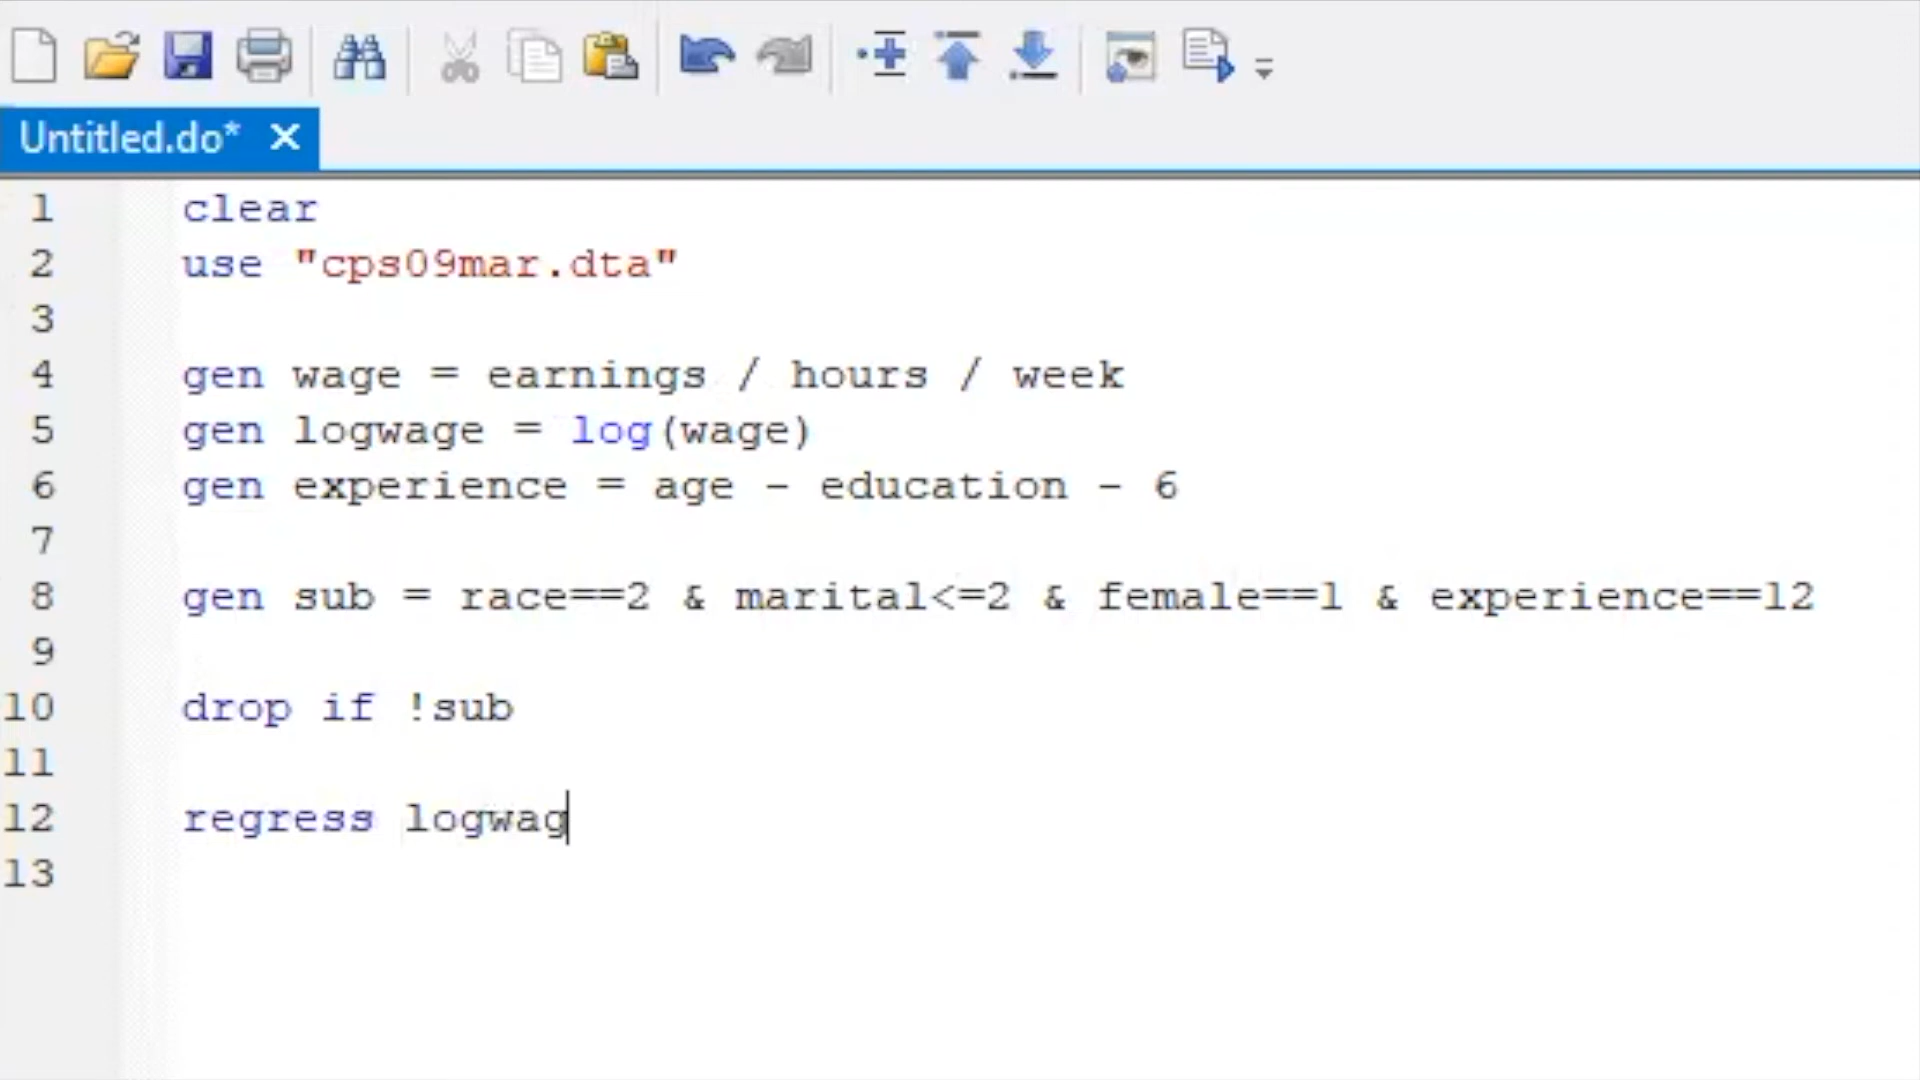 Untitled.do* ×
1 clear
2 use "cps09mar.dta"
3
4 gen wage = earnings / hours / week
5 gen logwage = log(wage)
6 gen experience = age - education - 6
7
8 gen sub = race==2 & marital<=2 & female==1 & experience==12
9
10 drop if !sub
11
12 regress logwag
13